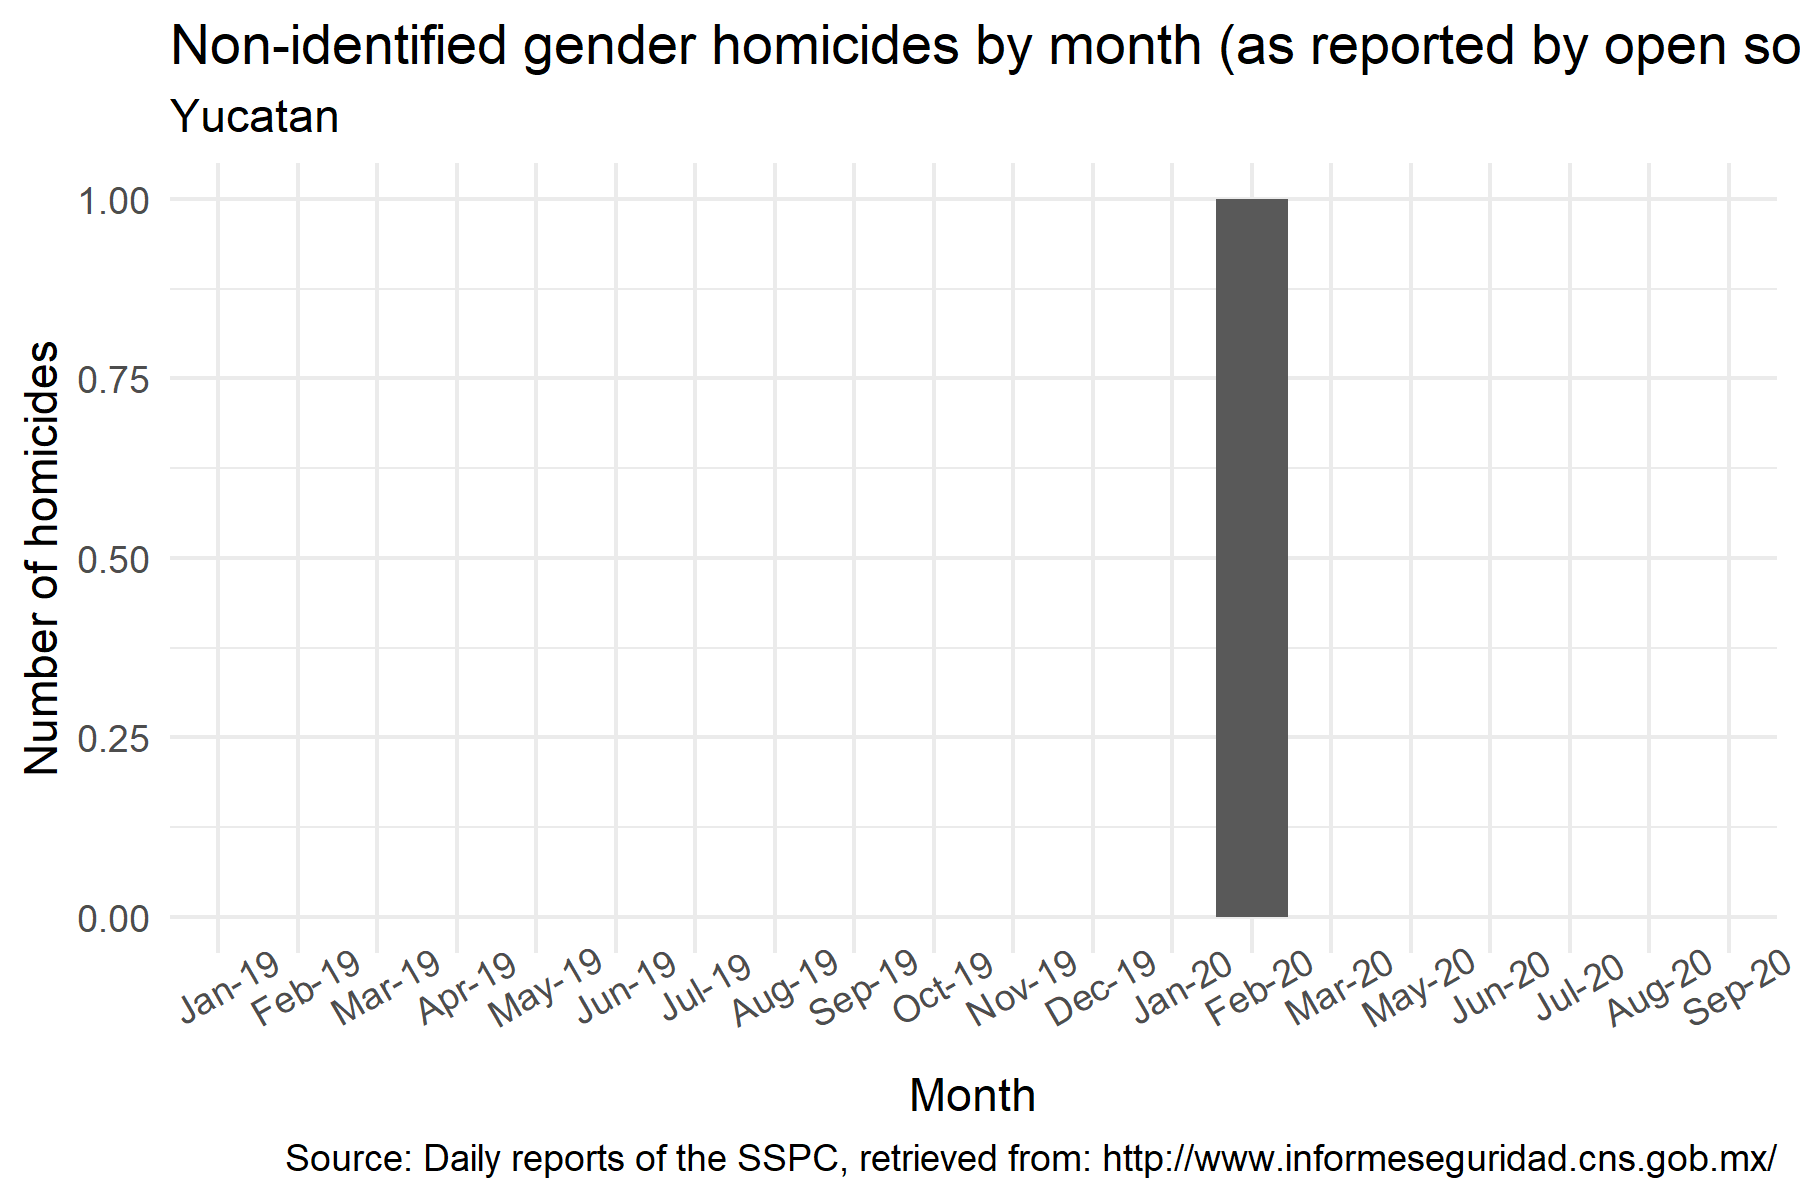 Non-identified gender homicides by month (as reported by open so
Yucatan
Number of homicides
1.00
0.75
0.50
0.25
0.00
Jan-19
Feb-19
Mar-19
Apr-19
May-19
Jun-19
Jul-19
Aug-19
Sep-19
Oct-19
Nov-19
Dec-19
Jan-20
Feb-20
Mar-20
May-20
Jun-20
Jul-20
Aug-20
Sep-20
Month
Source: Daily reports of the SSPC, retrieved from: http://www.informeseguridad.cns.gob.mx/